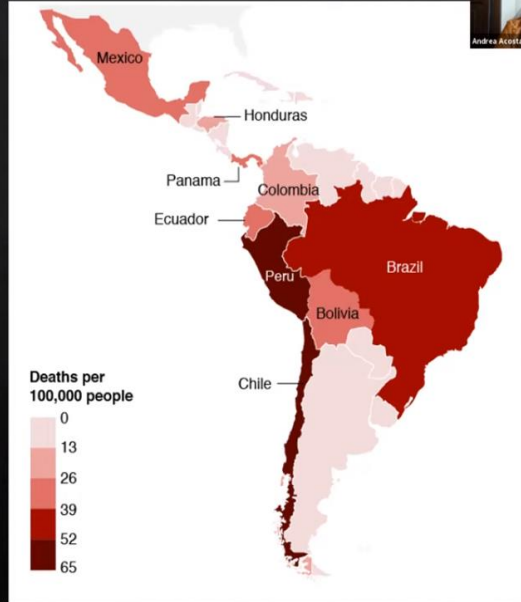 Andrea Acosta
Mexico
Honduras
Panama
Colombia
Ecuador
Peru
Brazil
Bolivia
Chile
Deaths per
100,000 people
0
13
26
39
52
65